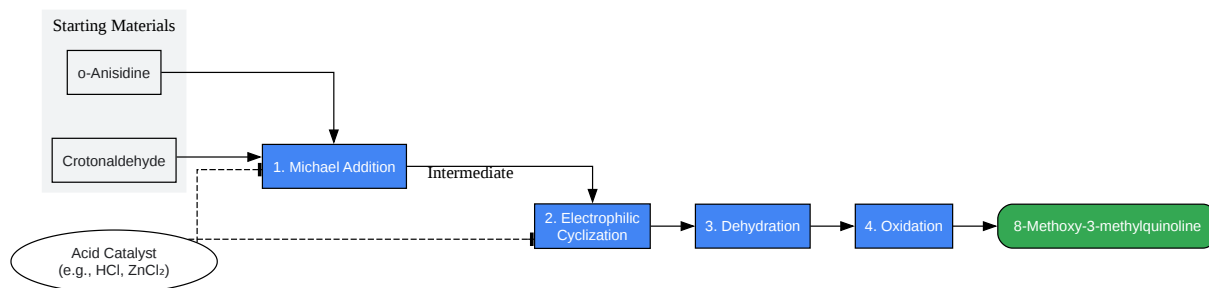 Starting Materials
o-Anisidine
Crotonaldehyde
1. Michael Addition
Intermediate
2. Electrophilic
Cyclization
3. Dehydration
4. Oxidation
8-Methoxy-3-methylquinoline
Acid Catalyst
(e.g., HCl, ZnCl₂)